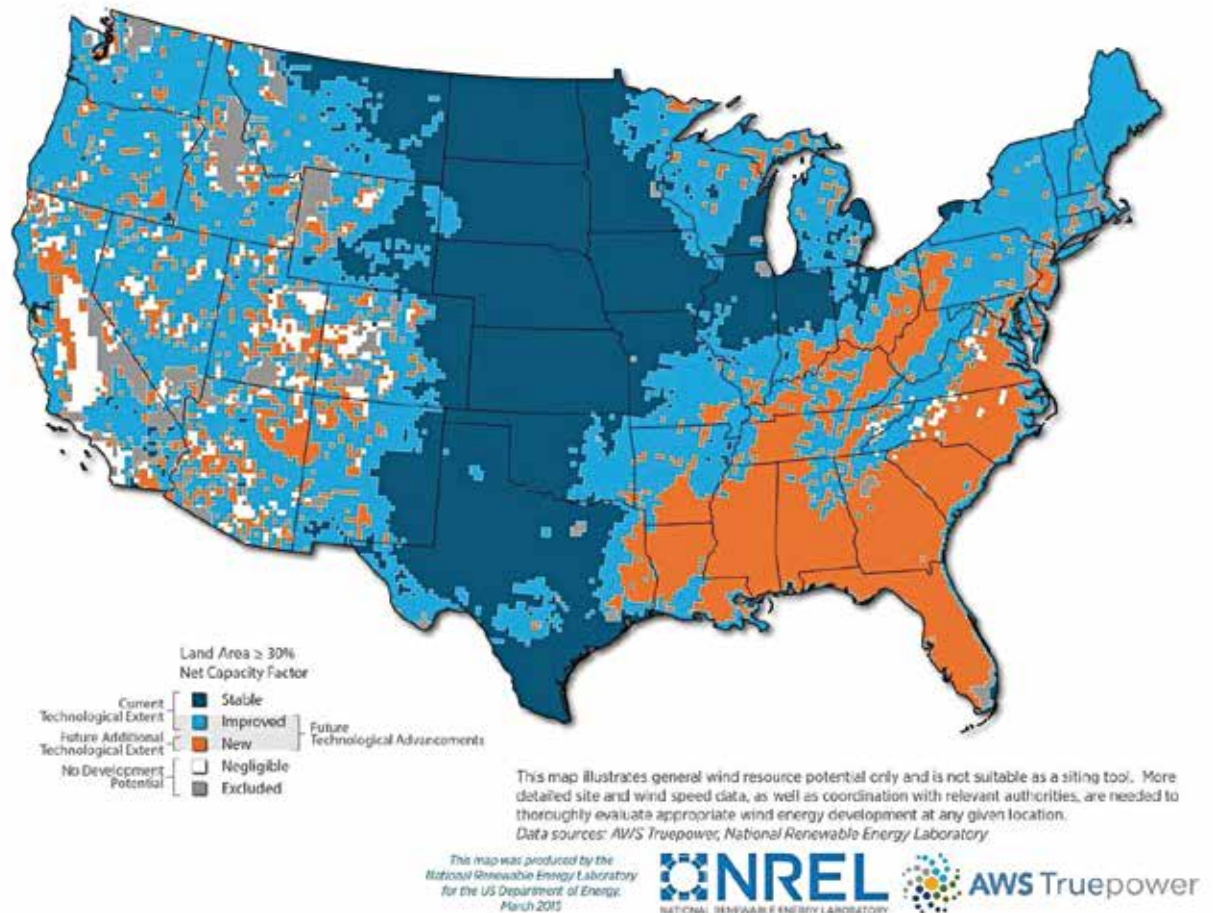 Land Area ≥ 30%
Net Capacity Factor
Current
Technological Extent
Stable
Improved
Future
Technological Advancements
Future Additional
Technological Extent
New
No Development
Potential
Negligible
Excluded
This map illustrates general wind resource potential only and is not suitable as a siting tool. More
detailed site and wind speed data, as well as coordination with relevant authorities, are needed to
thoroughly evaluate appropriate wind energy development at any given location.
Data sources: AWS Truepower, National Renewable Energy Laboratory
This map was produced by the
National Renewable Energy Laboratory
for the US Department of Energy.
March 2015
NREL
NATIONAL RENEWABLE ENERGY LABORATORY
AWS Truepower